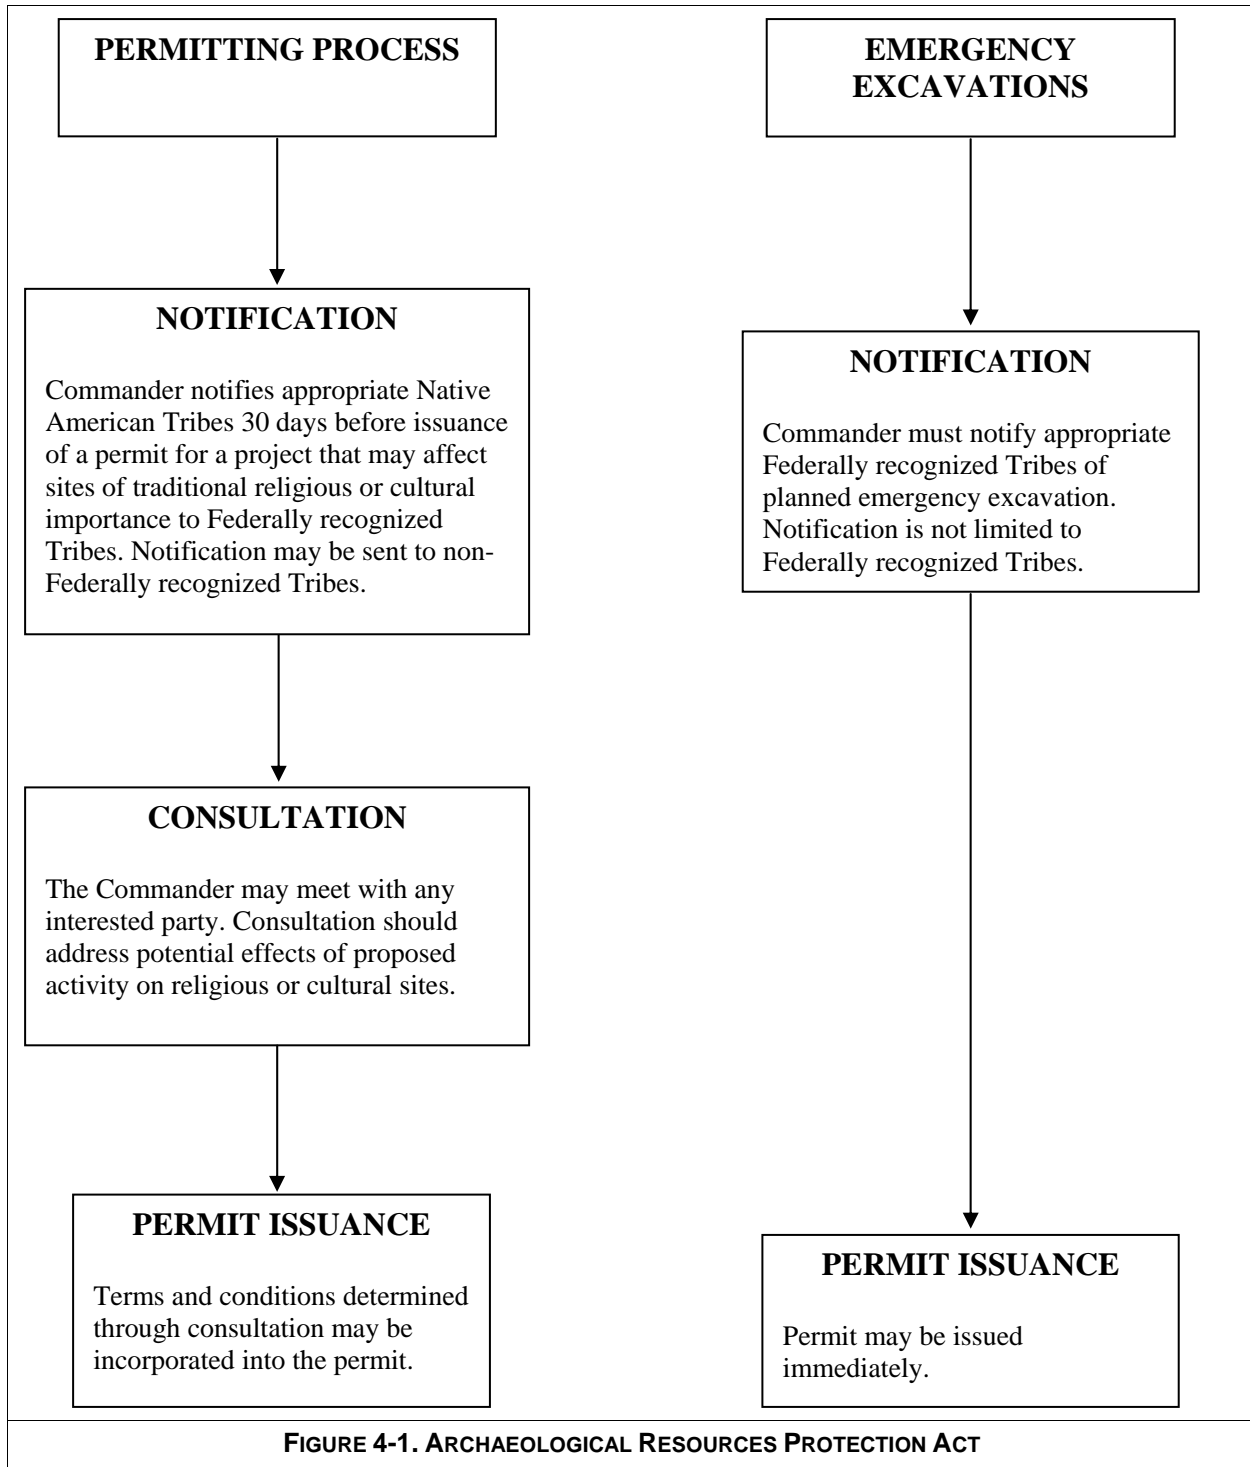 PERMITTING PROCESS
NOTIFICATION
Commander notifies appropriate Native
American Tribes 30 days before issuance
of a permit for a project that may affect
sites of traditional religious or cultural
importance to Federally recognized
Tribes. Notification may be sent to non-
Federally recognized Tribes.
CONSULTATION
The Commander may meet with any
interested party. Consultation should
address potential effects of proposed
activity on religious or cultural sites.
PERMIT ISSUANCE
Terms and conditions determined
through consultation may be
incorporated into the permit.
EMERGENCY
EXCAVATIONS
NOTIFICATION
Commander must notify appropriate
Federally recognized Tribes of
planned emergency excavation.
Notification is not limited to
Federally recognized Tribes.
PERMIT ISSUANCE
Permit may be issued
immediately.
FIGURE 4-1. ARCHAEOLOGICAL RESOURCES PROTECTION ACT